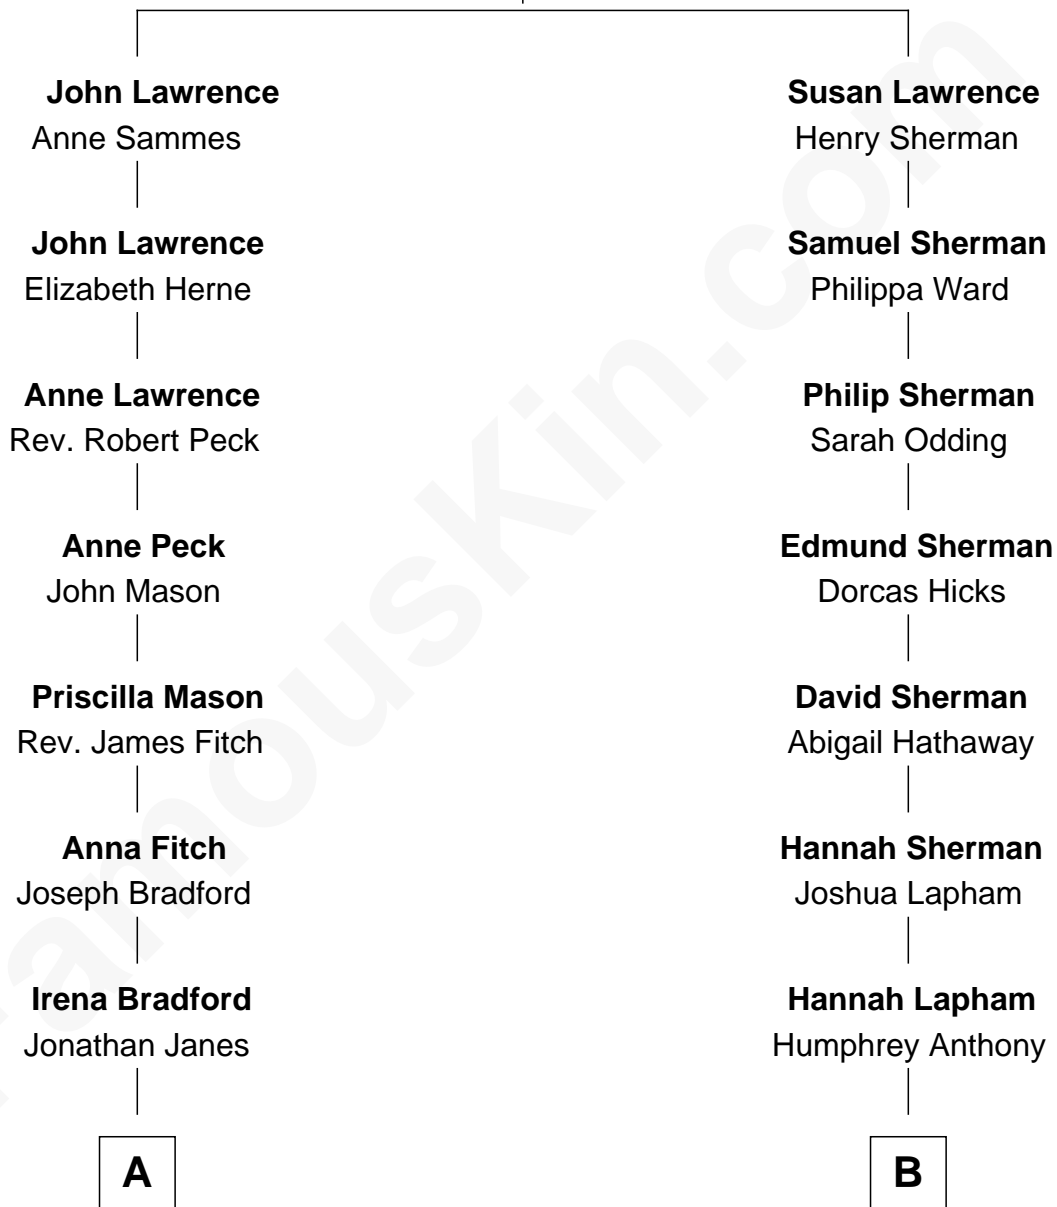 John Lawrence
Anne Sammes
John Lawrence
Elizabeth Herne
Anne Lawrence
Rev. Robert Peck
Anne Peck
John Mason
Priscilla Mason
Rev. James Fitch
Anna Fitch
Joseph Bradford
Irena Bradford
Jonathan Janes
A
Susan Lawrence
Henry Sherman
Samuel Sherman
Philippa Ward
Philip Sherman
Sarah Odding
Edmund Sherman
Dorcas Hicks
David Sherman
Abigail Hathaway
Hannah Sherman
Joshua Lapham
Hannah Lapham
Humphrey Anthony
B
FamousKin.com